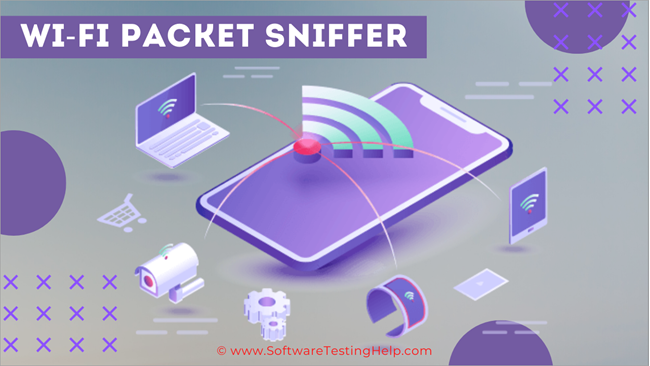 WI-FI PACKET SNIFFER
© www.SoftwareTestingHelp.com